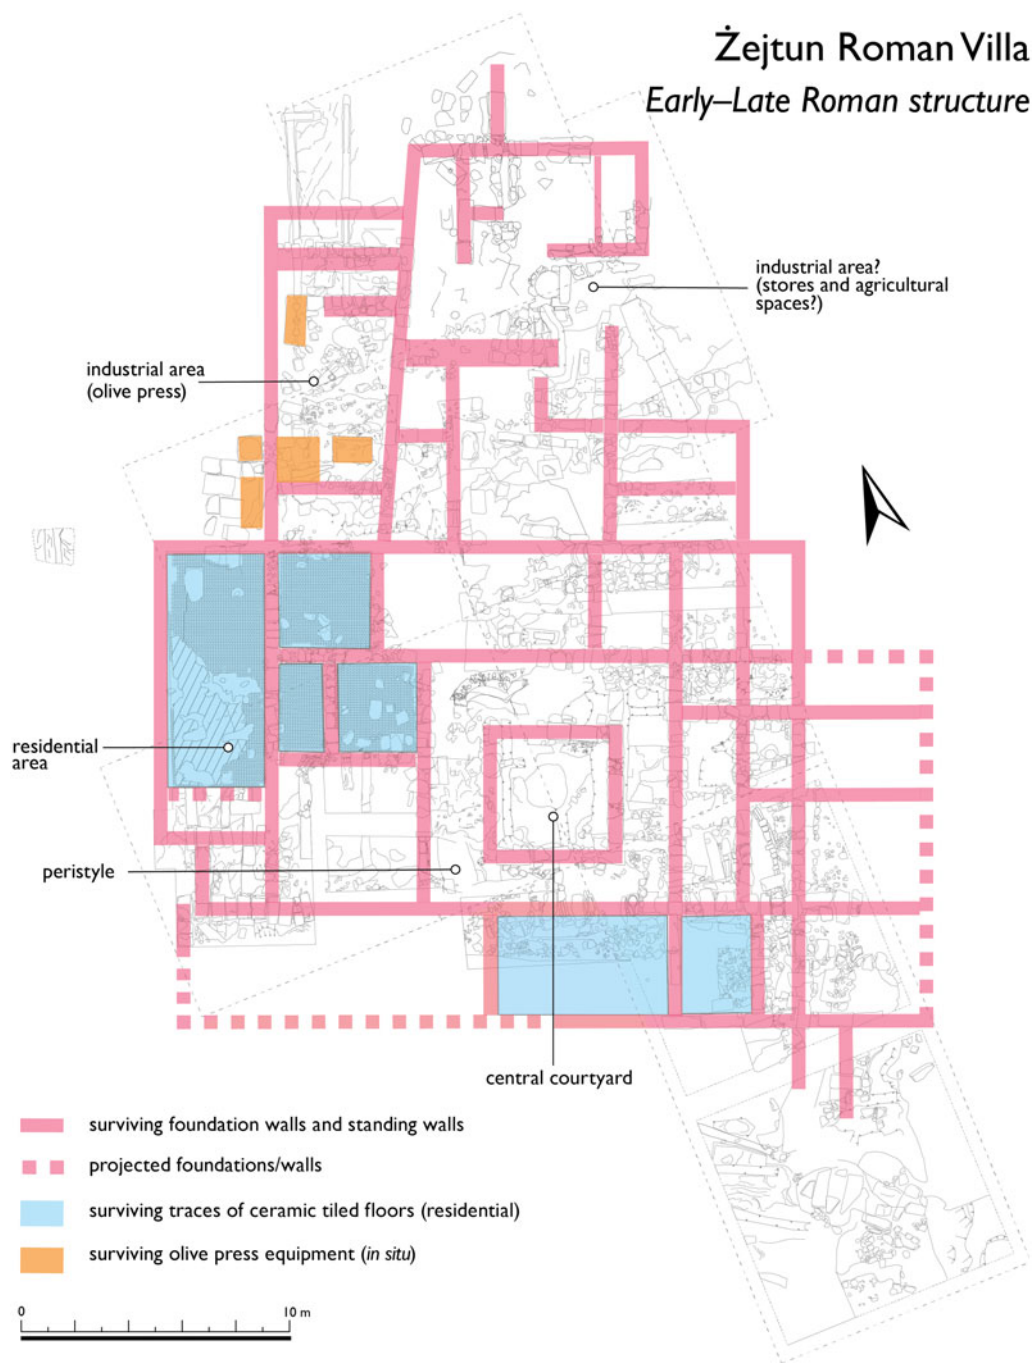 Żejtun Roman Villa
Early–Late Roman structure
industrial area?
(stores and agricultural
spaces?)
industrial area
(olive press)
residential
area
peristyle
central courtyard
surviving foundation walls and standing walls
projected foundations/walls
surviving traces of ceramic tiled floors (residential)
surviving olive press equipment (in situ)
0 10 m